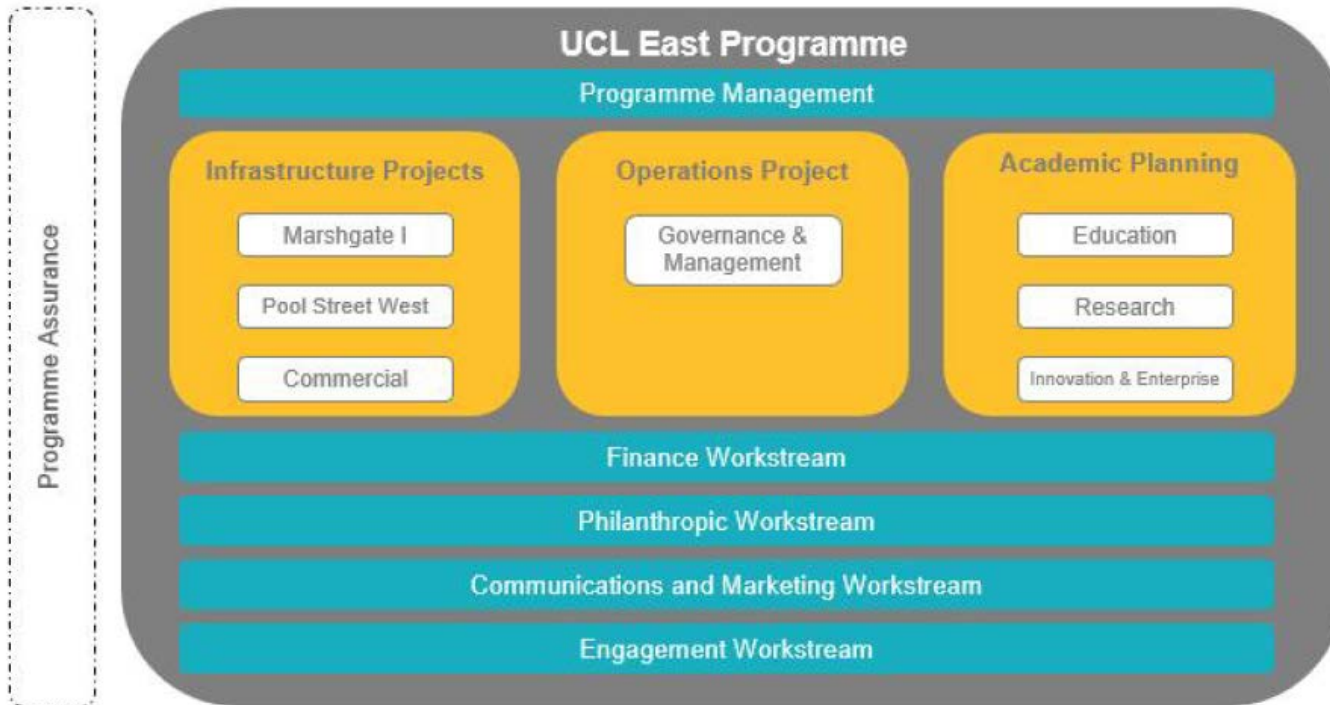 Programme Assurance
UCL East Programme
Programme Management
Infrastructure Projects
Marshgate I
Pool Street West
Commercial
Operations Project
Governance &
Management
Academic Planning
Education
Research
Innovation & Enterprise
Finance Workstream
Philanthropic Workstream
Communications and Marketing Workstream
Engagement Workstream